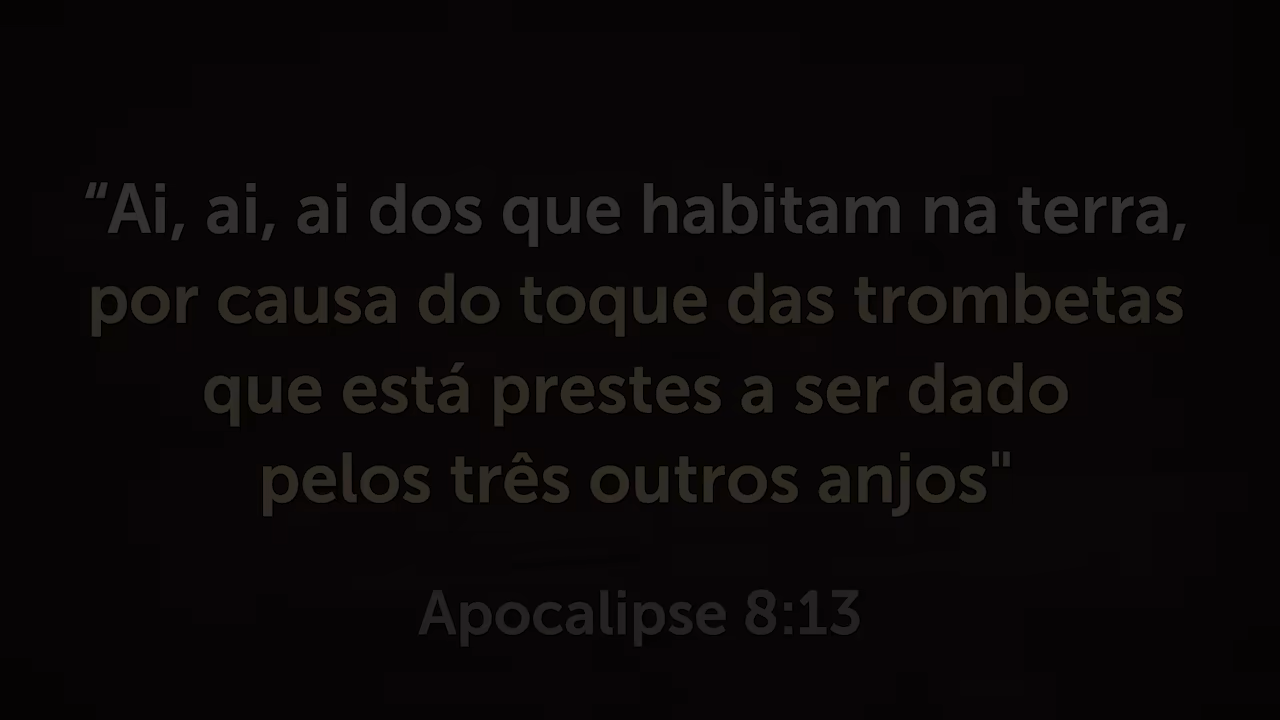 “Ai, ai, ai dos que habitam na terra,
por causa do toque das trombetas
que está prestes a ser dado
pelos três outros anjos"
Apocalipse 8:13